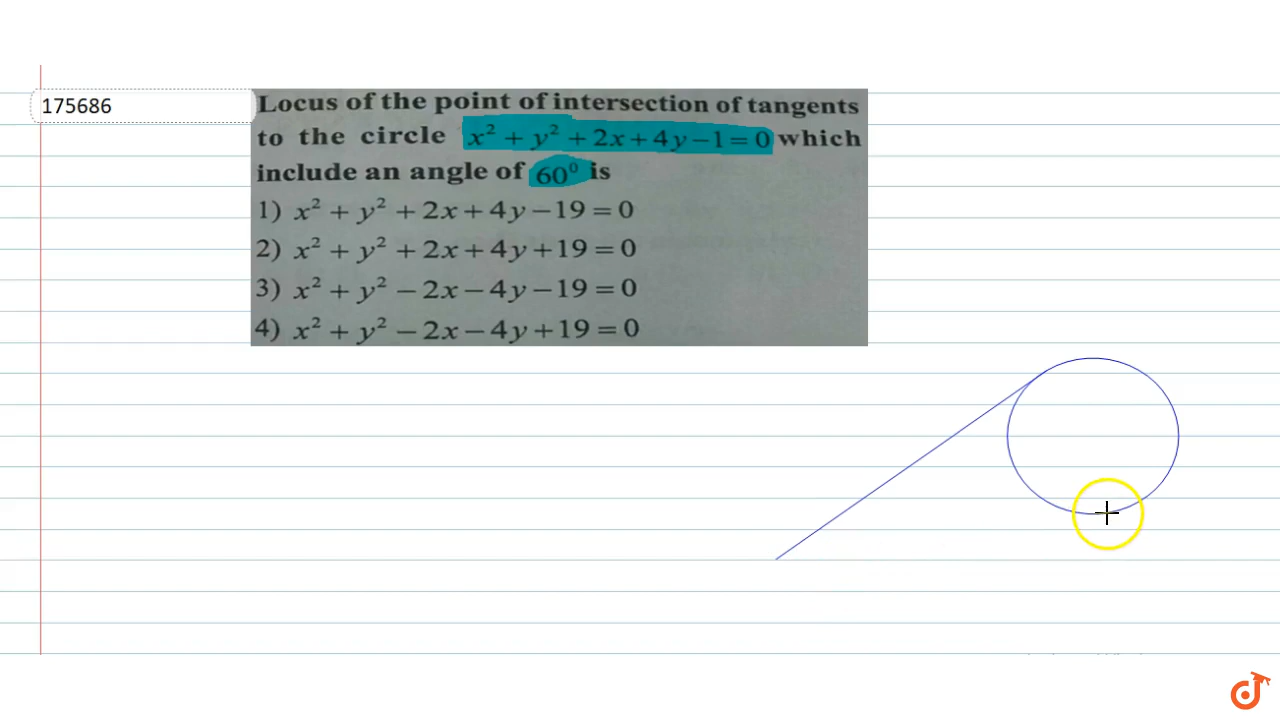 175686
Locus of the point of intersection of tangents
to the circle x² + y² + 2x + 4y − 1 = 0 which
include an angle of 60⁰ is
1) x² + y² + 2x + 4y − 19 = 0
2) x² + y² + 2x + 4y + 19 = 0
3) x² + y² − 2x − 4y − 19 = 0
4) x² + y² − 2x − 4y + 19 = 0